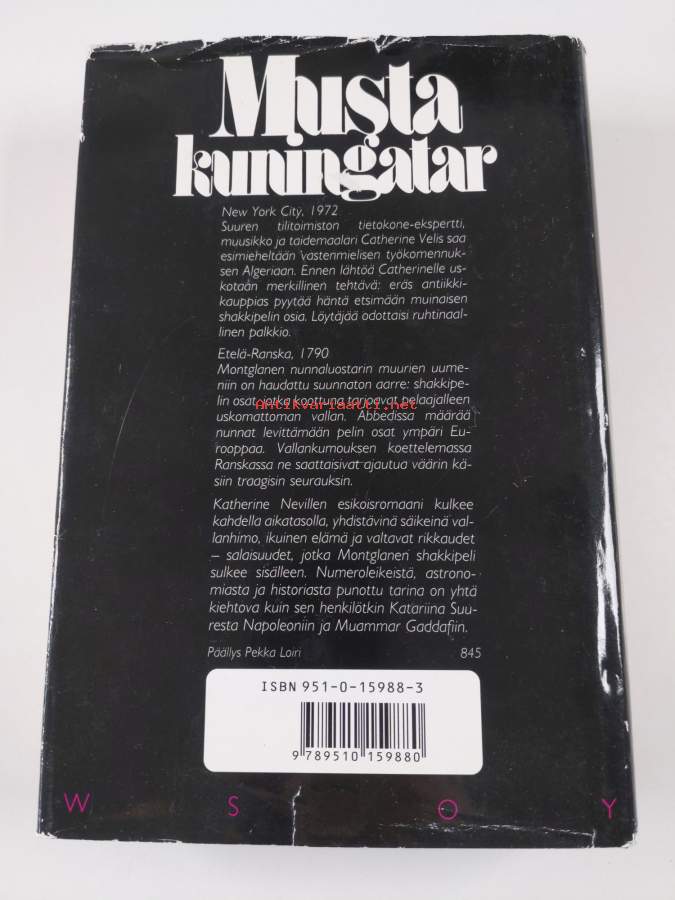 Musta
kuningatar
New York City, 1972
Suuren tilitoimiston tietokone-ekspertti,
muusikko ja taidemaalari Catherine Velis saa
esimieheltään vastenmielisen työkomennuk-
sen Algeriaan. Ennen lähtöä Catherinelle us-
kotaan merkillinen tehtävä: eräs antiikki-
kauppias pyytää häntä etsimään muinaisen
shakkipelin osia. Löytäjää odottaisi ruhtinaal-
linen palkkio.
Etelä-Ranska, 1790
Montglanen nunnaluostarin muurien uume-
niin on haudattu suunnaton aarre: shakkipe-
lin osat, jotka koottuna tarjoavat pelaajalleen
Antikvariaatti.net
uskomattoman vallan. Abbedissa määrää
nunnat levittämään pelin osat ympäri Eu-
rooppaa. Vallankumouksen koettelemassa
Ranskassa ne saattaisivat ajautua väärin kä-
siin traagisin seurauksin.
Katherine Nevillen esikoisromaani kulkee
kahdella aikatasolla, yhdistävinä säikeinä val-
lanhimo, ikuinen elämä ja valtavat rikkaudet
– salaisuudet, jotka Montglanen shakkipeli
sulkee sisälleen. Numeroleikeistä, astrono-
miasta ja historiasta punottu tarina on yhtä
kiehtova kuin sen henkilötkin Katariina Suu-
resta Napoleoniin ja Muammar Gaddafiin.
Päällys Pekka Loiri 845
ISBN 951-0-15988-3
9 789510 159880
W S O Y